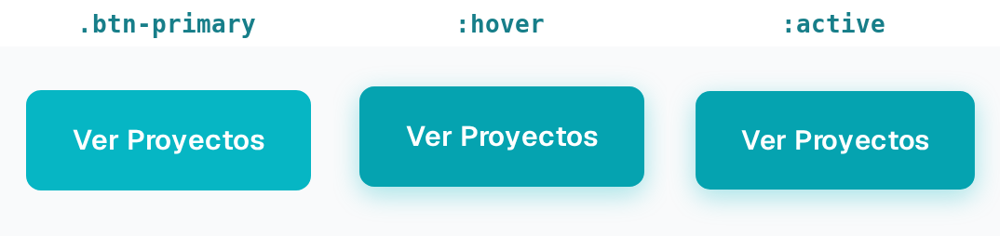 .btn-primary :hover :active
Ver Proyectos Ver Proyectos Ver Proyectos